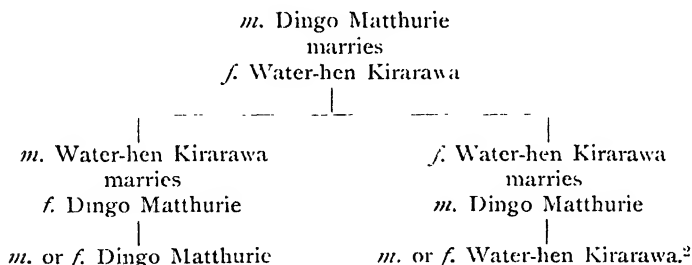 m. Dingo Matthurie
marries
f. Water-hen Kirarawa
m. Water-hen Kirarawa f. Water-hen Kirarawa
marries marries
f. Dingo Matthurie m. Dingo Matthurie
m. or f. Dingo Matthurie m. or f. Water-hen Kirarawa.²